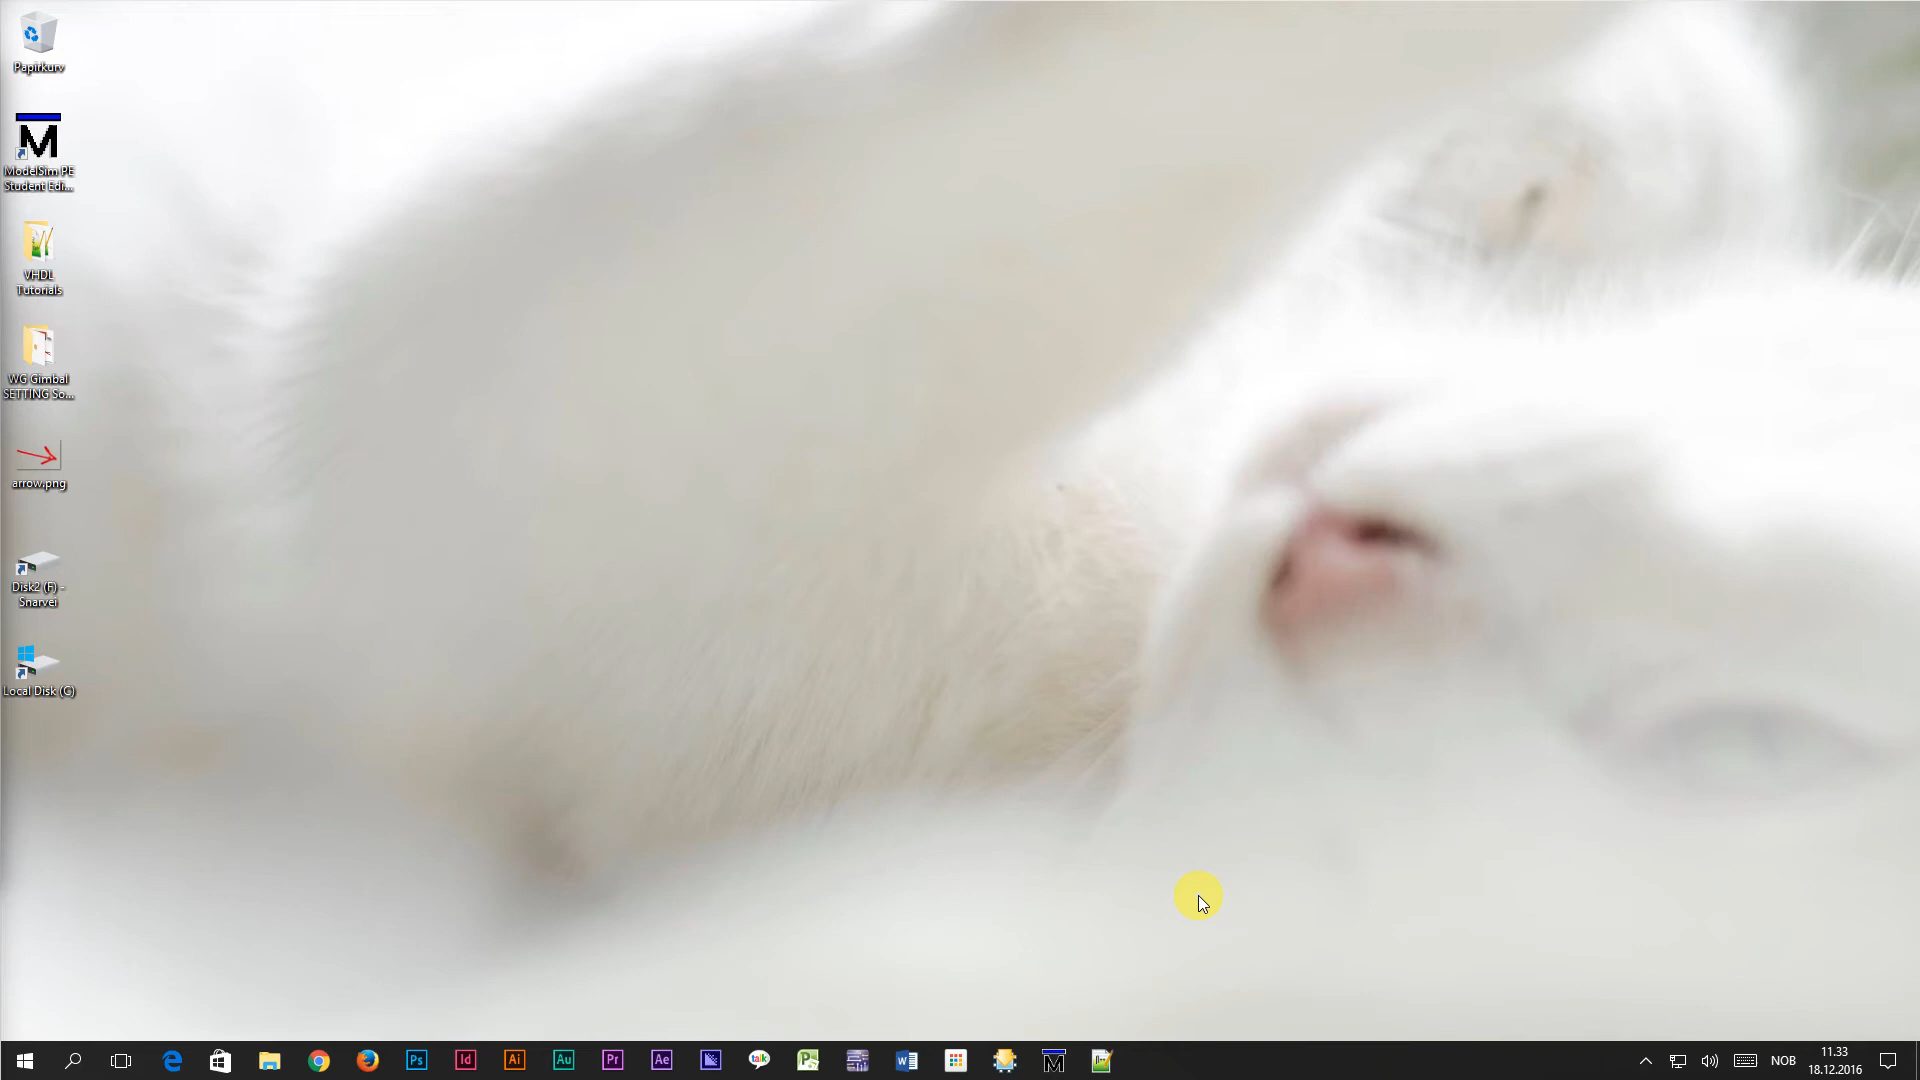 Papirkurv
M
ModelSim PE
Student Edi...
VHDL
Tutorials
WG Gimbal
SETTING So...
arrow.png
Disk2 (F) -
Snarvei
Local Disk (C)
Ps
Id
Ai
Au
Pr
Ae
talk
M
NOB
11.33
18.12.2016